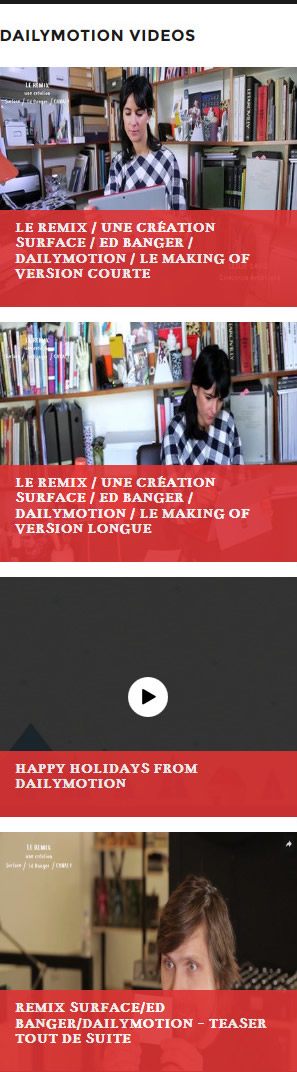 DAILYMOTION VIDEOS
LE REMIX
une création
Surface / Ed Banger / CANAL+
LE REMIX / UNE CRÉATION
SURFACE / ED BANGER /
DAILYMOTION / LE MAKING OF
VERSION COURTE
LE REMIX / UNE CRÉATION
SURFACE / ED BANGER /
DAILYMOTION / LE MAKING OF
VERSION LONGUE
HAPPY HOLIDAYS FROM
DAILYMOTION
LE REMIX
une création
Surface / Ed Banger / CANAL+
REMIX SURFACE/ED
BANGER/DAILYMOTION - TEASER
TOUT DE SUITE